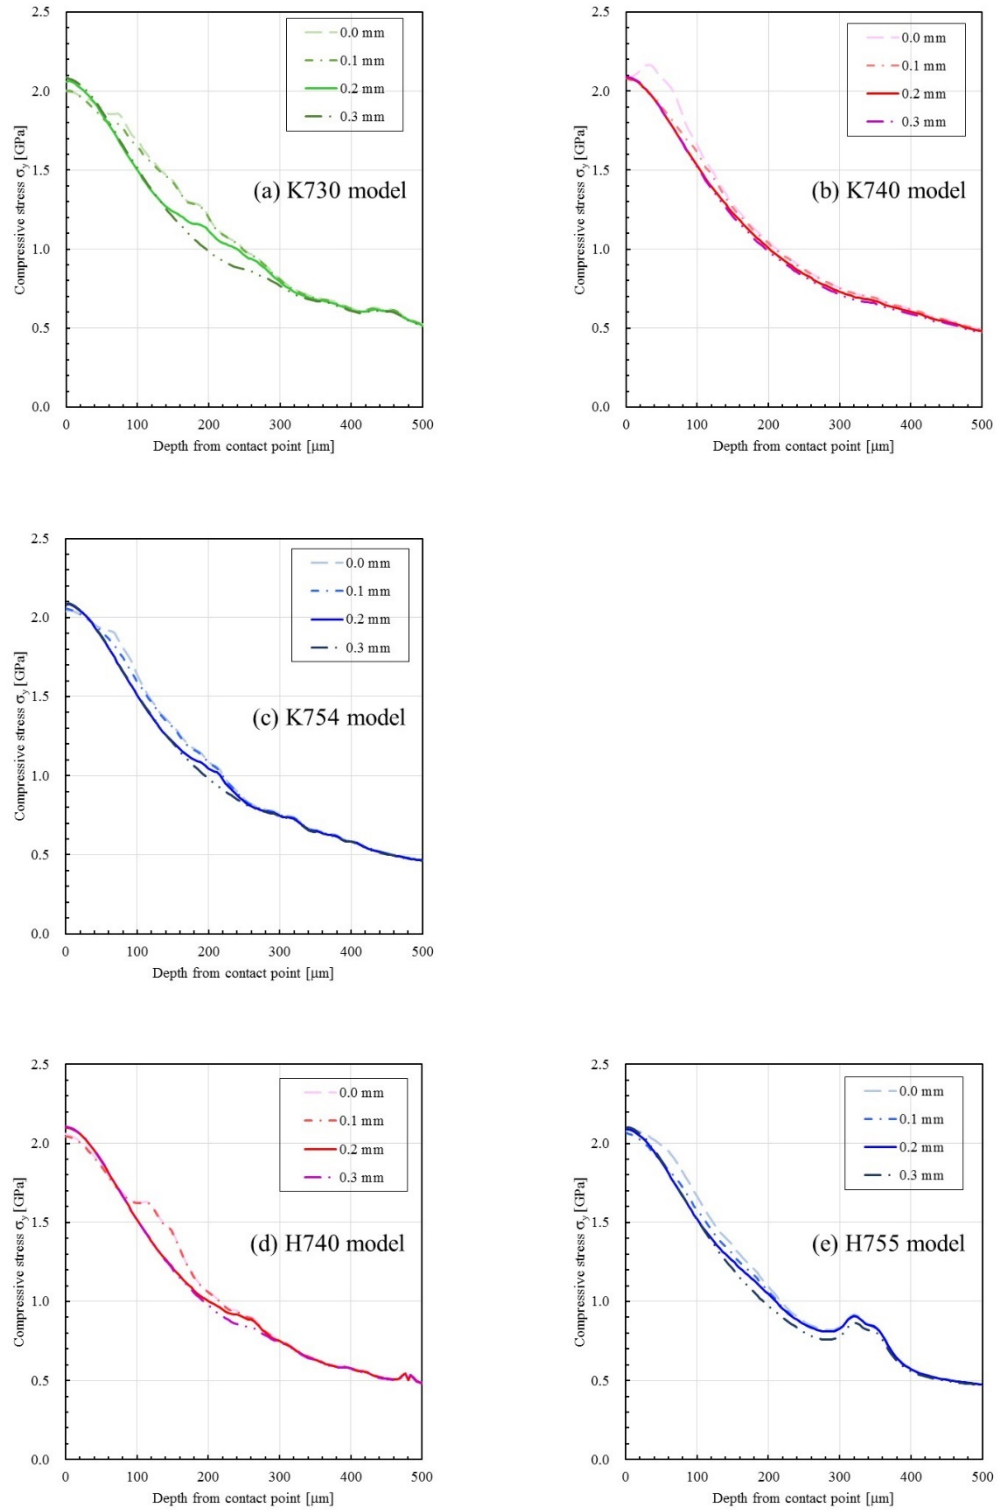 2.5
2.0
1.5
1.0
0.5
0.0
Compressive stress σy [GPa]
0.0 mm
0.1 mm
0.2 mm
0.3 mm
(a) K730 model
0 100 200 300 400 500
Depth from contact point [μm]
2.5
2.0
1.5
1.0
0.5
0.0
Compressive stress σy [GPa]
0.0 mm
0.1 mm
0.2 mm
0.3 mm
(b) K740 model
0 100 200 300 400 500
Depth from contact point [μm]
2.5
2.0
1.5
1.0
0.5
0.0
Compressive stress σy [GPa]
0.0 mm
0.1 mm
0.2 mm
0.3 mm
(c) K754 model
0 100 200 300 400 500
Depth from contact point [μm]
2.5
2.0
1.5
1.0
0.5
0.0
Compressive stress σy [GPa]
0.0 mm
0.1 mm
0.2 mm
0.3 mm
(d) H740 model
0 100 200 300 400 500
Depth from contact point [μm]
2.5
2.0
1.5
1.0
0.5
0.0
Compressive stress σy [GPa]
0.0 mm
0.1 mm
0.2 mm
0.3 mm
(e) H755 model
0 100 200 300 400 500
Depth from contact point [μm]